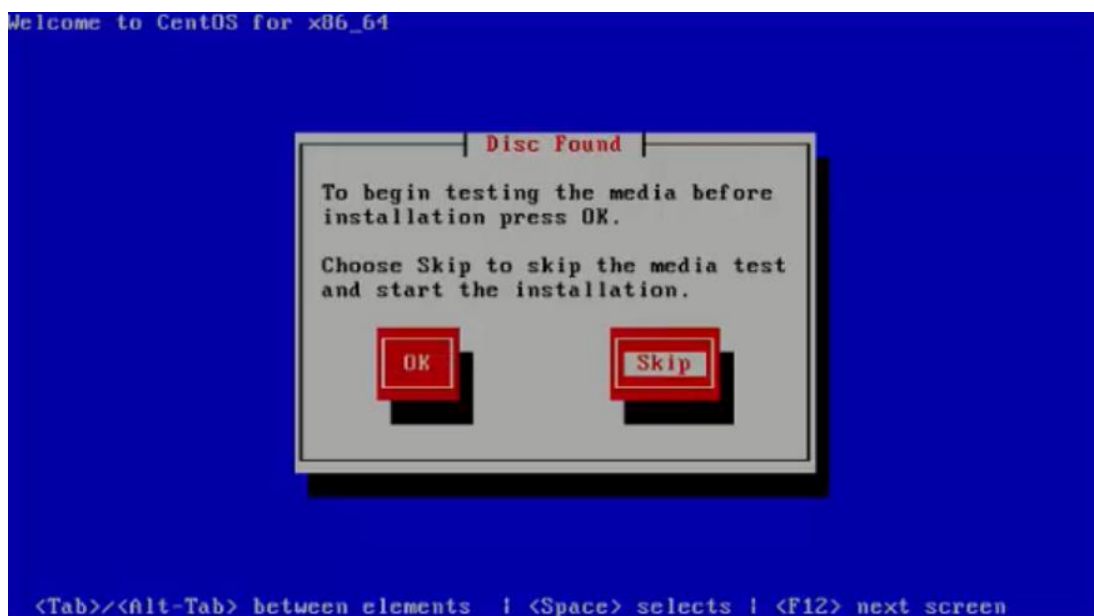 Welcome to CentOS for x86_64
Disc Found
To begin testing the media before
installation press OK.
Choose Skip to skip the media test
and start the installation.
OK Skip
<Tab>/<Alt-Tab> between elements | <Space> selects | <F12> next screen